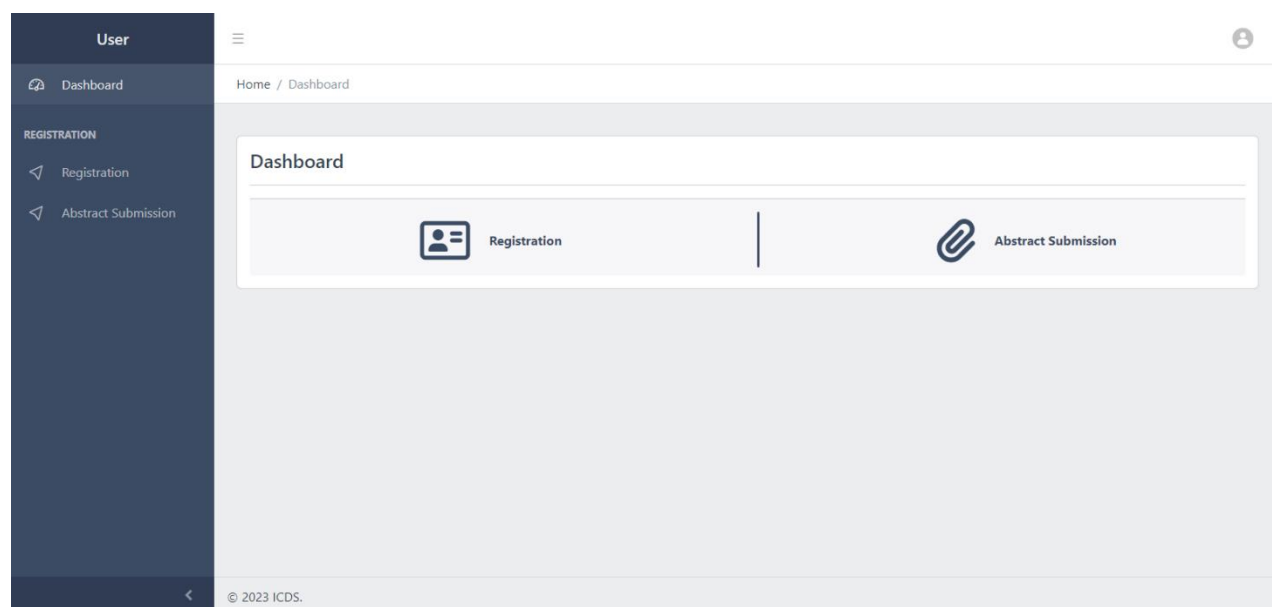 User
Dashboard
REGISTRATION
Registration
Abstract Submission
Home / Dashboard
Dashboard
Registration
Abstract Submission
© 2023 ICDS.